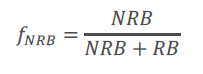 f_NRB = NRB / (NRB + RB)